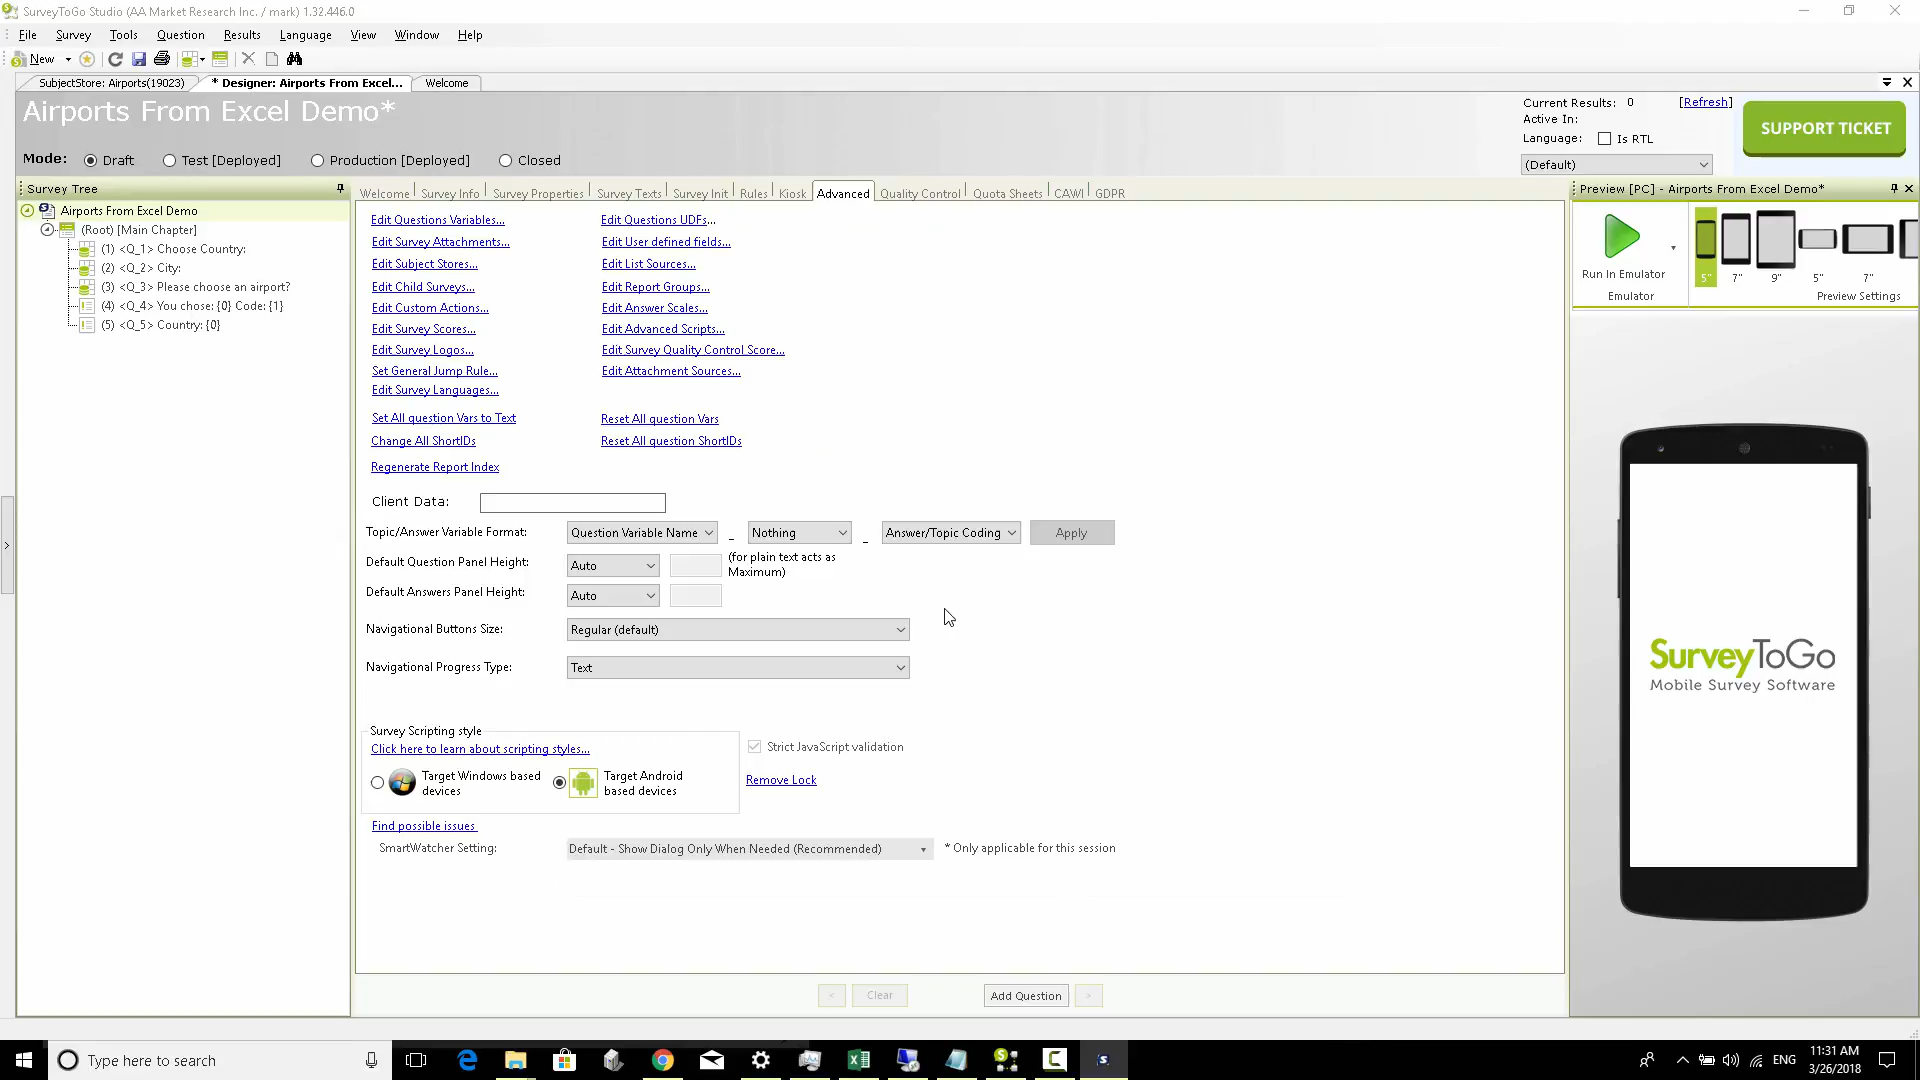 SurveyToGo Studio (AA Market Research Inc. / mark) 1.32.446.0
File Survey Tools Question Results Language View Window Help
New
SubjectStore: Airports(19023) * Designer: Airports From Excel... Welcome
Airports From Excel Demo*
Current Results: 0 [Refresh]
Active In:
Language: Is RTL
(Default)
SUPPORT TICKET
Mode: Draft Test [Deployed] Production [Deployed] Closed
Survey Tree
Airports From Excel Demo
(Root) [Main Chapter]
(1) <Q_1> Choose Country:
(2) <Q_2> City:
(3) <Q_3> Please choose an airport?
(4) <Q_4> You chose: {0} Code: {1}
(5) <Q_5> Country: {0}
Welcome Survey Info Survey Properties Survey Texts Survey Init Rules Kiosk Advanced Quality Control Quota Sheets CAWI GDPR
Edit Questions Variables... Edit Questions UDFs...
Edit Survey Attachments... Edit User defined fields...
Edit Subject Stores... Edit List Sources...
Edit Child Surveys... Edit Report Groups...
Edit Custom Actions... Edit Answer Scales...
Edit Survey Scores... Edit Advanced Scripts...
Edit Survey Logos... Edit Survey Quality Control Score...
Set General Jump Rule... Edit Attachment Sources...
Edit Survey Languages...
Set All question Vars to Text Reset All question Vars
Change All ShortIDs Reset All question ShortIDs
Regenerate Report Index
Client Data:
Topic/Answer Variable Format: Question Variable Name _ Nothing _ Answer/Topic Coding Apply
Default Question Panel Height: Auto (for plain text acts as
Maximum)
Default Answers Panel Height: Auto
Navigational Buttons Size: Regular (default)
Navigational Progress Type: Text
Survey Scripting style
Click here to learn about scripting styles...
Target Windows based
devices
Target Android
based devices
Strict JavaScript validation
Remove Lock
Find possible issues
SmartWatcher Setting: Default - Show Dialog Only When Needed (Recommended) * Only applicable for this session
< Clear Add Question >
Preview [PC] - Airports From Excel Demo*
Run In Emulator
Emulator
5" 7" 9" 5" 7"
Preview Settings
SurveyToGo
Mobile Survey Software
Type here to search
ENG
11:31 AM
3/26/2018